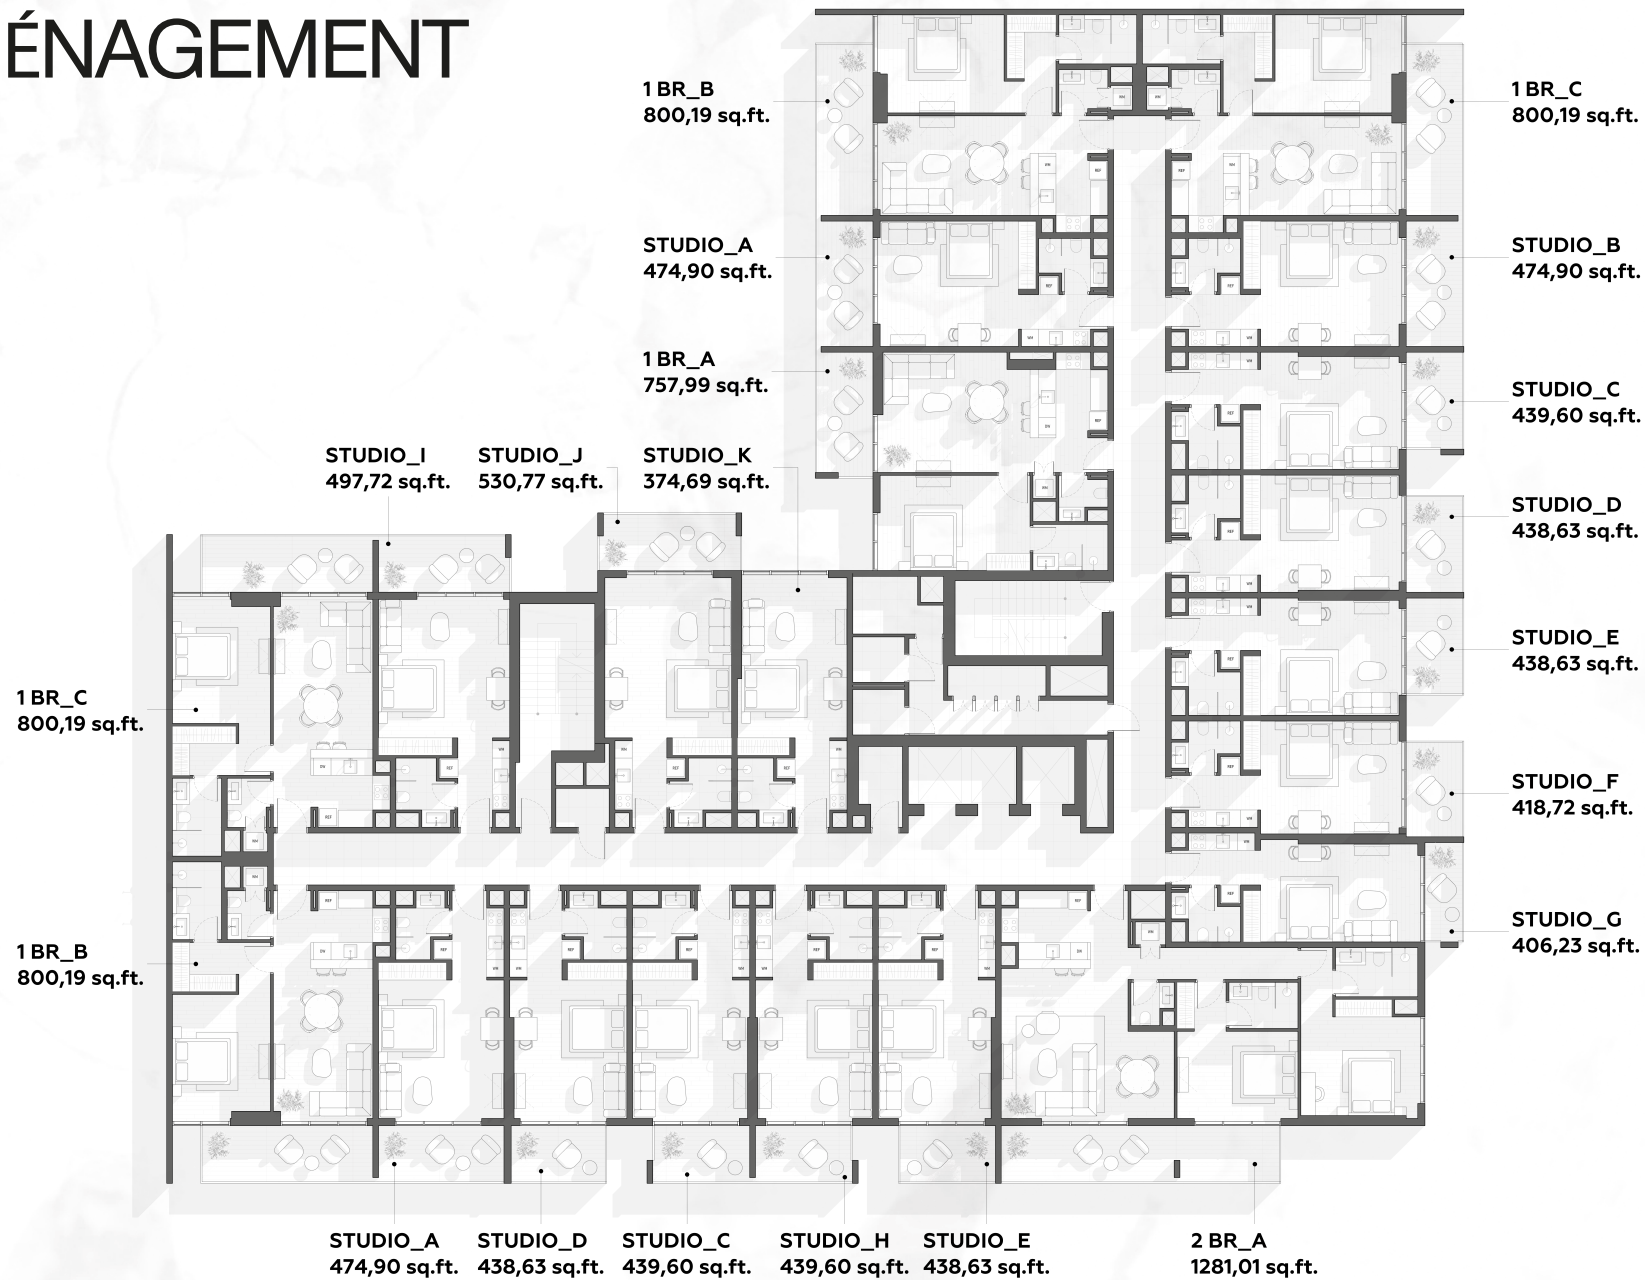 ÉNAGEMENT
1 BR_B
800,19 sq.ft.
1 BR_C
800,19 sq.ft.
STUDIO_A
474,90 sq.ft.
STUDIO_B
474,90 sq.ft.
1 BR_A
757,99 sq.ft.
STUDIO_C
439,60 sq.ft.
STUDIO_I
497,72 sq.ft.
STUDIO_J
530,77 sq.ft.
STUDIO_K
374,69 sq.ft.
STUDIO_D
438,63 sq.ft.
STUDIO_E
438,63 sq.ft.
1 BR_C
800,19 sq.ft.
STUDIO_F
418,72 sq.ft.
STUDIO_G
406,23 sq.ft.
1 BR_B
800,19 sq.ft.
STUDIO_A
474,90 sq.ft.
STUDIO_D
438,63 sq.ft.
STUDIO_C
439,60 sq.ft.
STUDIO_H
439,60 sq.ft.
STUDIO_E
438,63 sq.ft.
2 BR_A
1281,01 sq.ft.